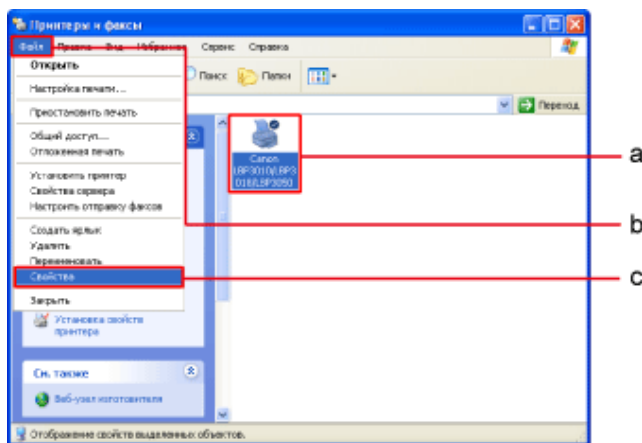 Принтеры и факсы
Файл Правка Вид Избранное Сервис Справка
Открыть
Поиск Папки
Настройка печати...
Приостановить печать
Переход
Общий доступ...
Отложенная печать
Установить принтер
Свойства сервера
Настроить отправку факсов
Создать ярлык
Удалить
Переименовать
Свойства
Закрыть
Canon
LBP3010/LBP3
018/LBP3050
a
b
c
Установка свойств
принтера
См. также
Веб-узел изготовителя
Отображение свойств выделенных объектов.